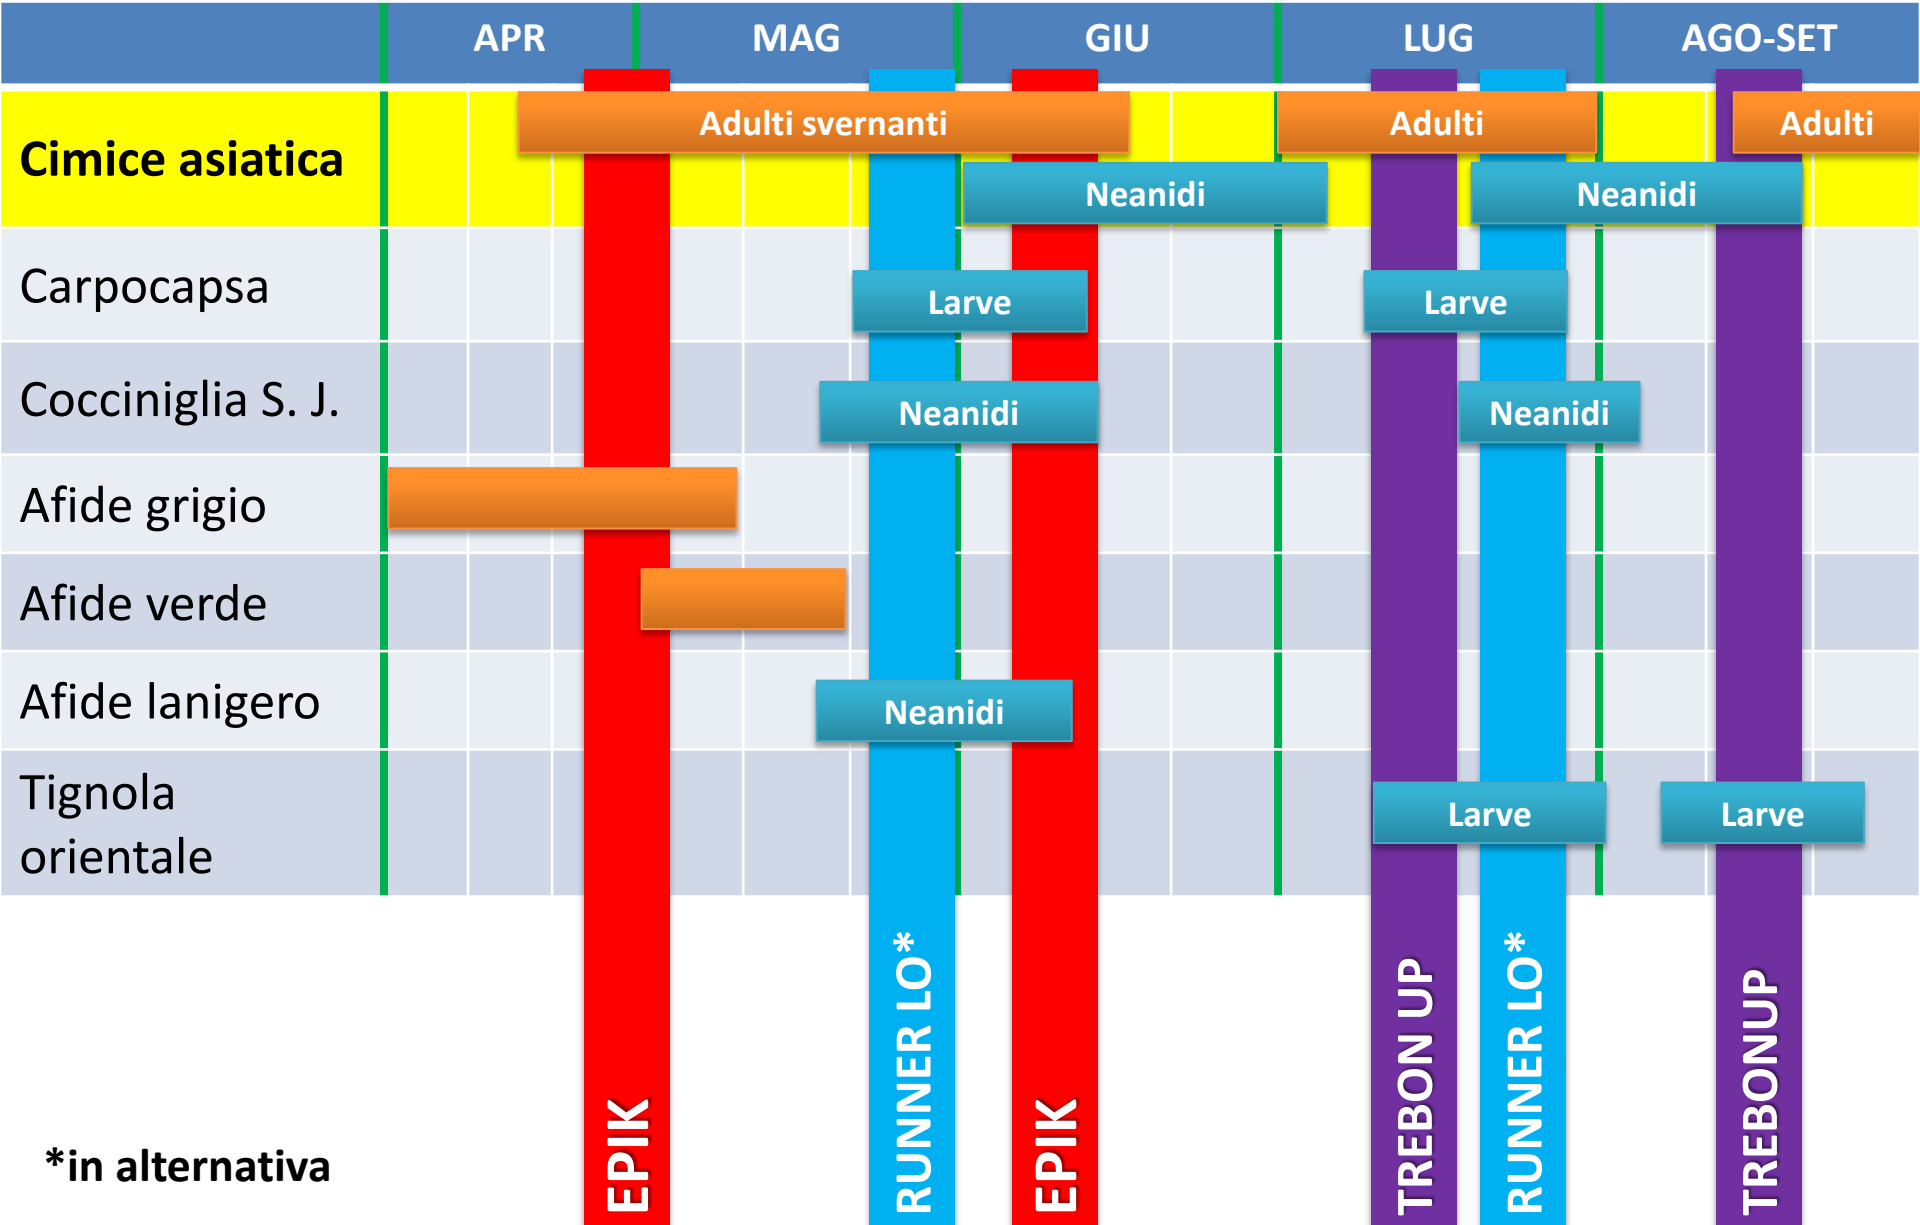 APR MAG GIU LUG AGO-SET
Cimice asiatica
Adulti svernanti
Adulti
Adulti
Neanidi
Neanidi
Carpocapsa
Larve
Larve
Cocciniglia S. J.
Neanidi
Neanidi
Afide grigio
Afide verde
Afide lanigero
Neanidi
Tignola
orientale
Larve
Larve
EPIK
RUNNER LO*
EPIK
TREBON UP
RUNNER LO*
TREBONUP
*in alternativa